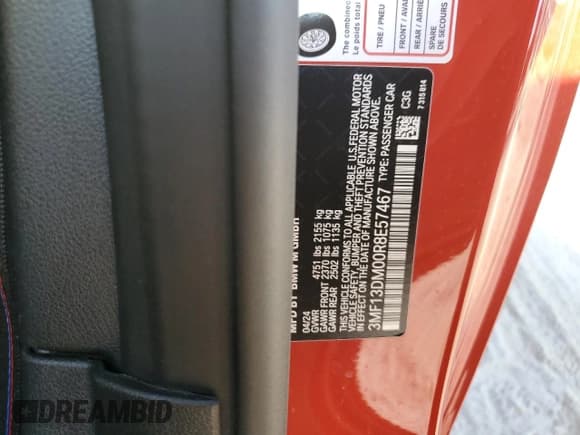 The combined
Le poids total
TIRE / PNEU
FRONT / AVA
REAR / ARRIÈ
SPARE
DE SECOURS
MFD BY BMW M GMBH
04/24
GVWR 4751 lbs 2155 kg
GAWR FRONT 2370 lbs 1075 kg
GAWR REAR 2502 lbs 1135 kg
THIS VEHICLE CONFORMS TO ALL APPLICABLE U.S. FEDERAL MOTOR
VEHICLE SAFETY, BUMPER AND THEFT PREVENTION STANDARDS
IN EFFECT ON THE DATE OF MANUFACTURE SHOWN ABOVE.
3MF13DM00R8E57467 TYPE: PASSENGER CAR
C3G
7 315 814
DREAMBID